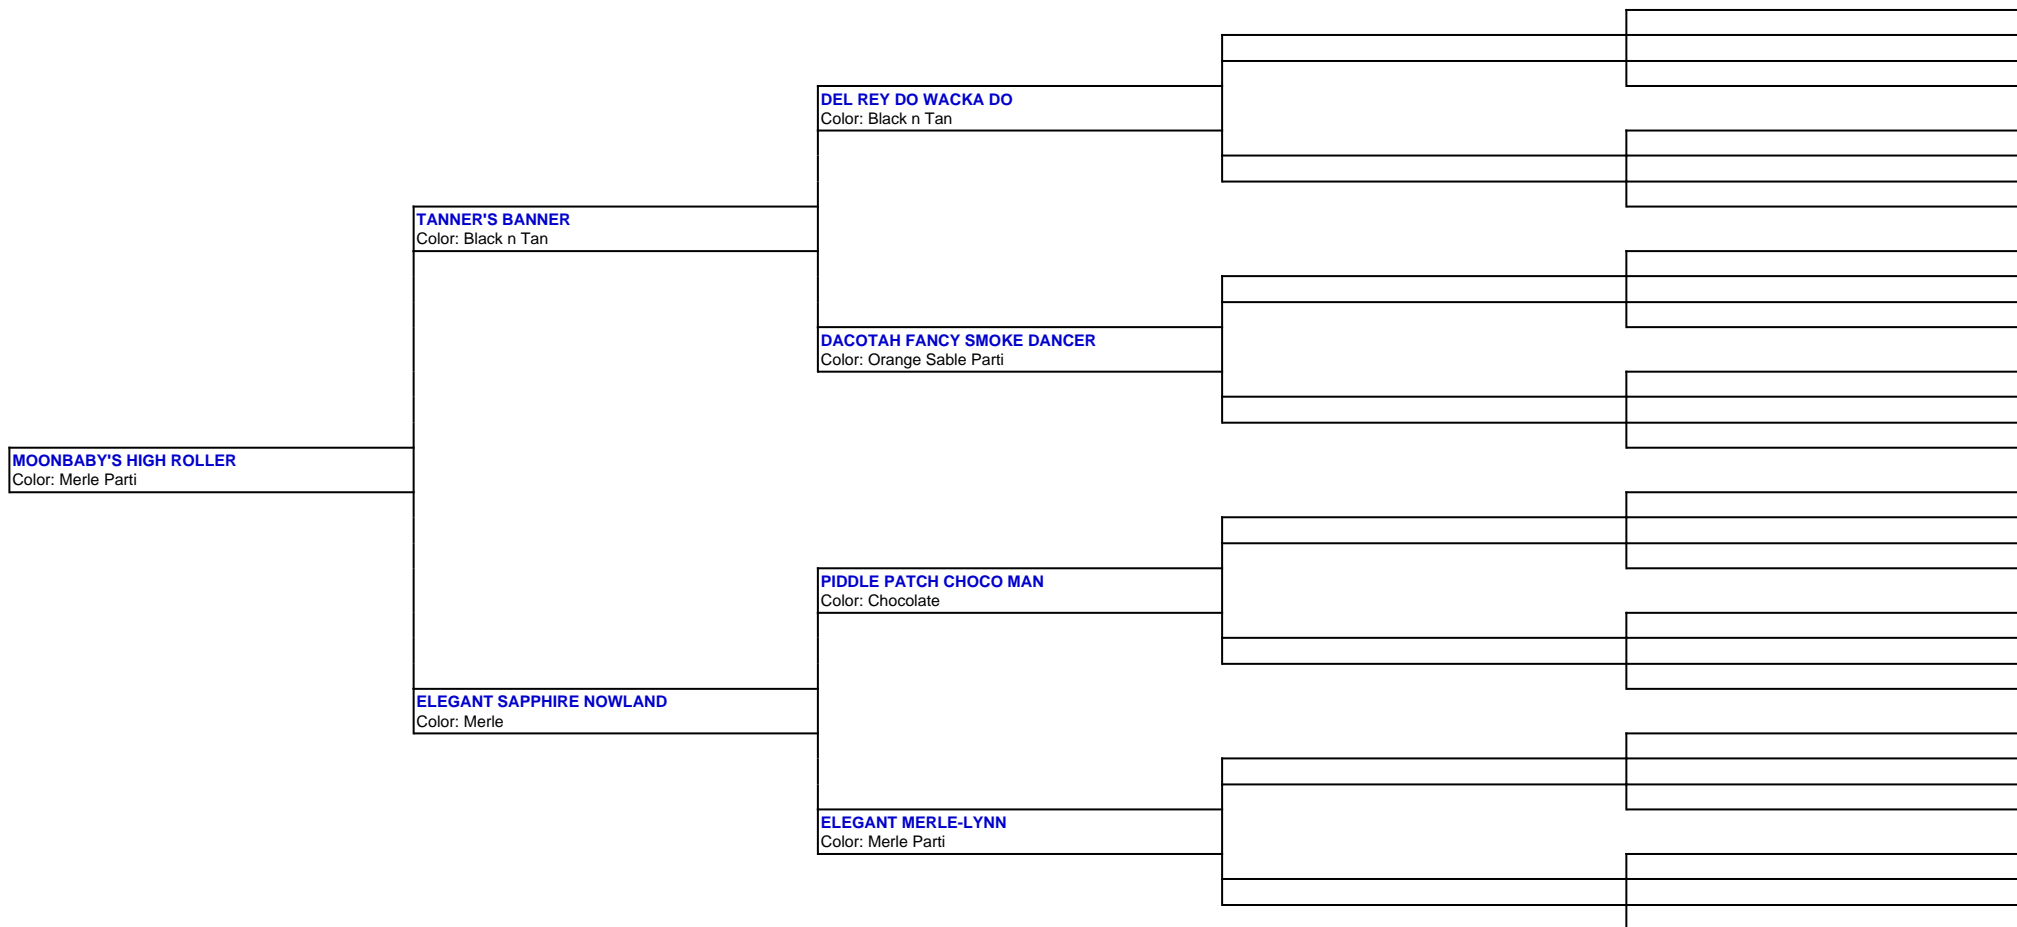 DEL REY DO WACKA DO
Color: Black n Tan
TANNER'S BANNER
Color: Black n Tan
DACOTAH FANCY SMOKE DANCER
Color: Orange Sable Parti
MOONBABY'S HIGH ROLLER
Color: Merle Parti
PIDDLE PATCH CHOCO MAN
Color: Chocolate
ELEGANT SAPPHIRE NOWLAND
Color: Merle
ELEGANT MERLE-LYNN
Color: Merle Parti